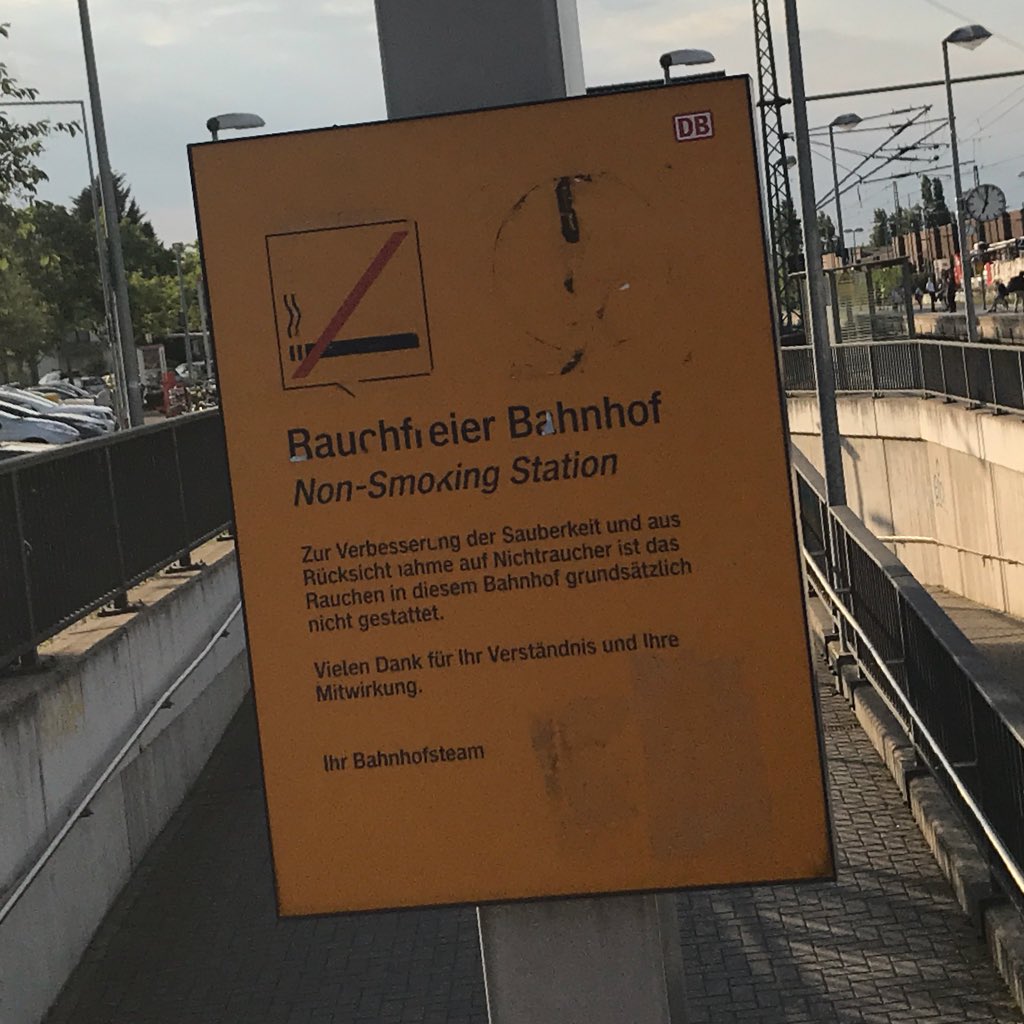 DB
Rauchfreier Bahnhof
Non-Smoking Station
Zur Verbesserung der Sauberkeit und aus
Rücksichtnahme auf Nichtraucher ist das
Rauchen in diesem Bahnhof grundsätzlich
nicht gestattet.
Vielen Dank für Ihr Verständnis und Ihre
Mitwirkung.
Ihr Bahnhofsteam